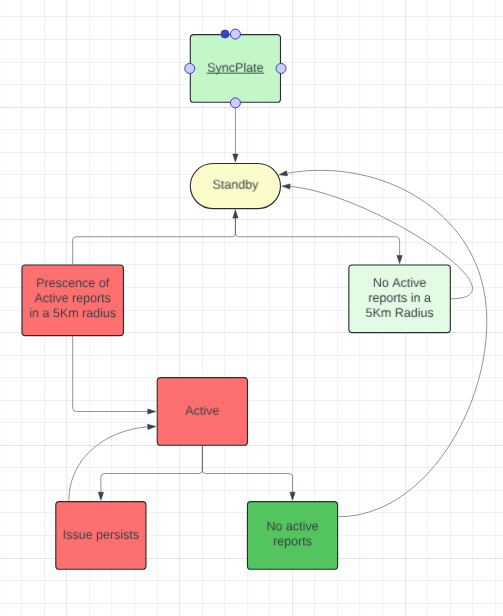 SyncPlate
Standby
Prescence of
Active reports
in a 5Km radius
No Active
reports in a
5Km Radius
Active
Issue persists
No active
reports